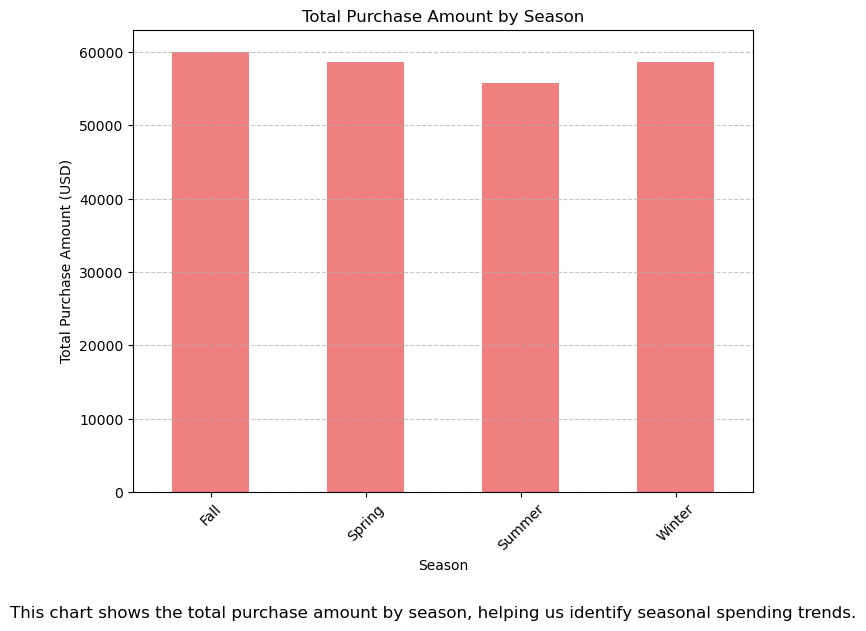 Total Purchase Amount by Season
Total Purchase Amount (USD)
60000
50000
40000
30000
20000
10000
0
Fall
Spring
Summer
Winter
Season
This chart shows the total purchase amount by season, helping us identify seasonal spending trends.